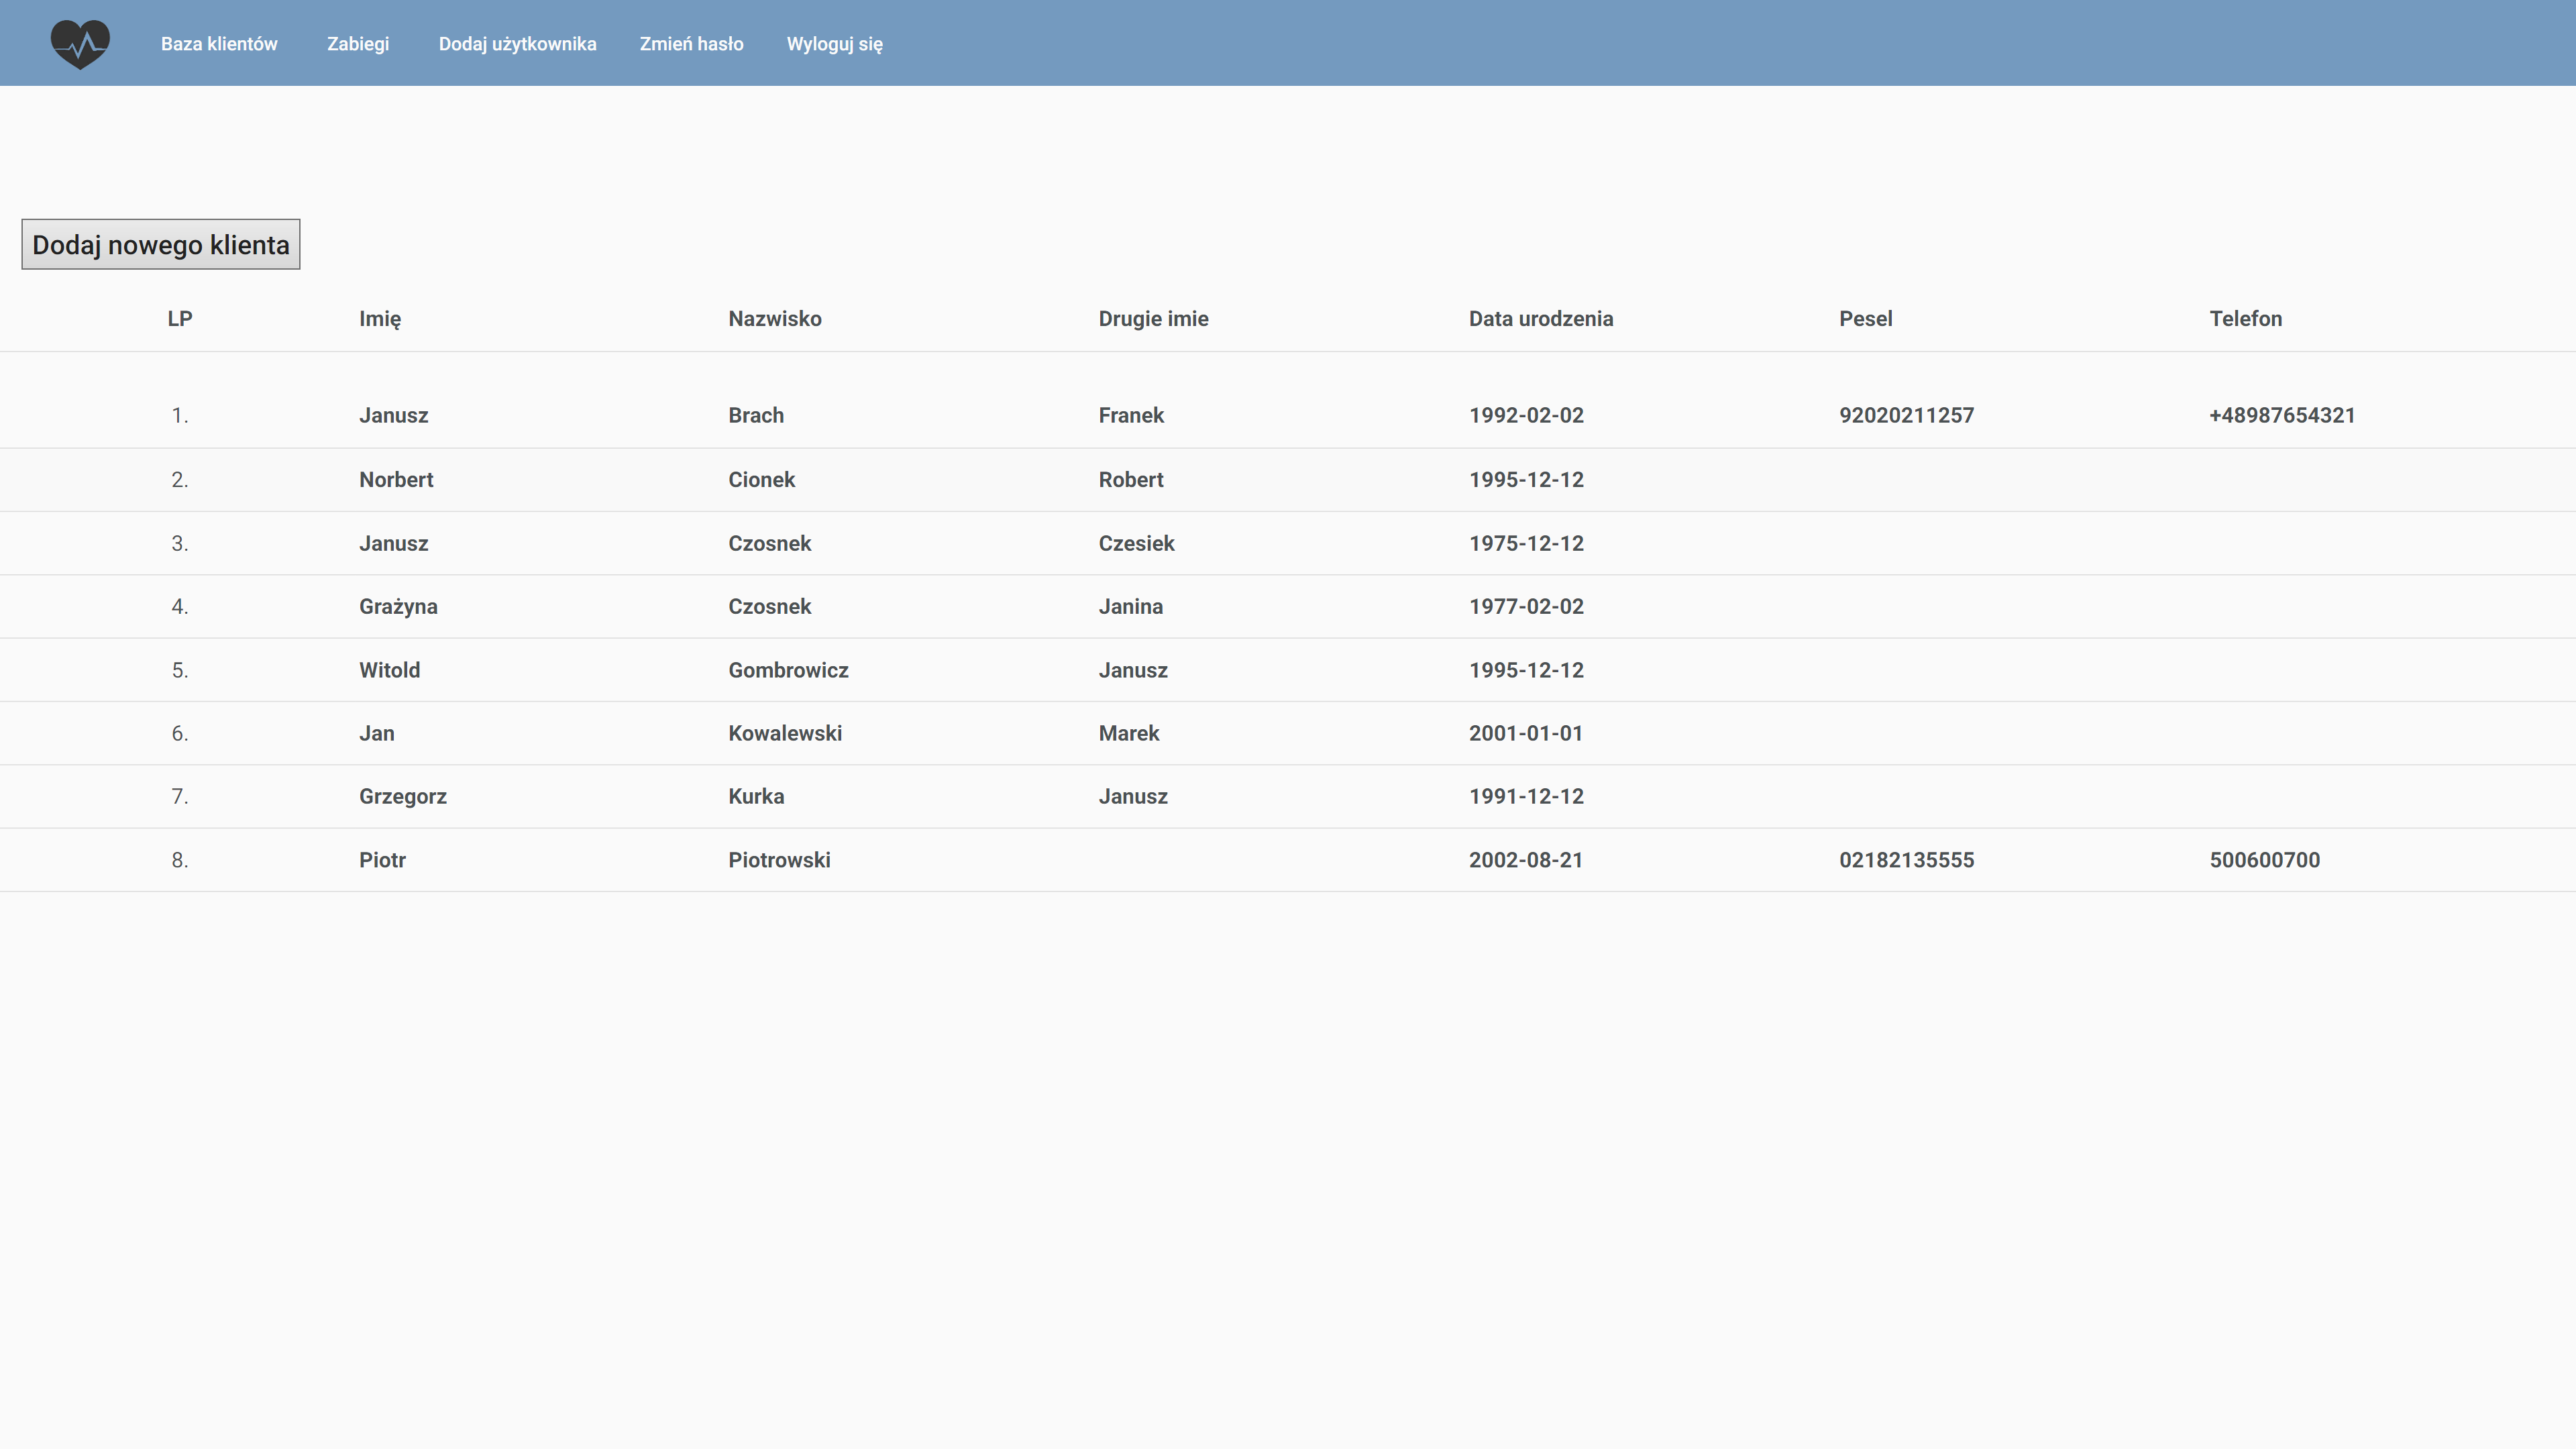 Baza klientów Zabiegi Dodaj użytkownika Zmień hasło Wyloguj się
Dodaj nowego klienta
LP Imię Nazwisko Drugie imie Data urodzenia Pesel Telefon
1. Janusz Brach Franek 1992-02-02 92020211257 +48987654321
2. Norbert Cionek Robert 1995-12-12
3. Janusz Czosnek Czesiek 1975-12-12
4. Grażyna Czosnek Janina 1977-02-02
5. Witold Gombrowicz Janusz 1995-12-12
6. Jan Kowalewski Marek 2001-01-01
7. Grzegorz Kurka Janusz 1991-12-12
8. Piotr Piotrowski 2002-08-21 02182135555 500600700